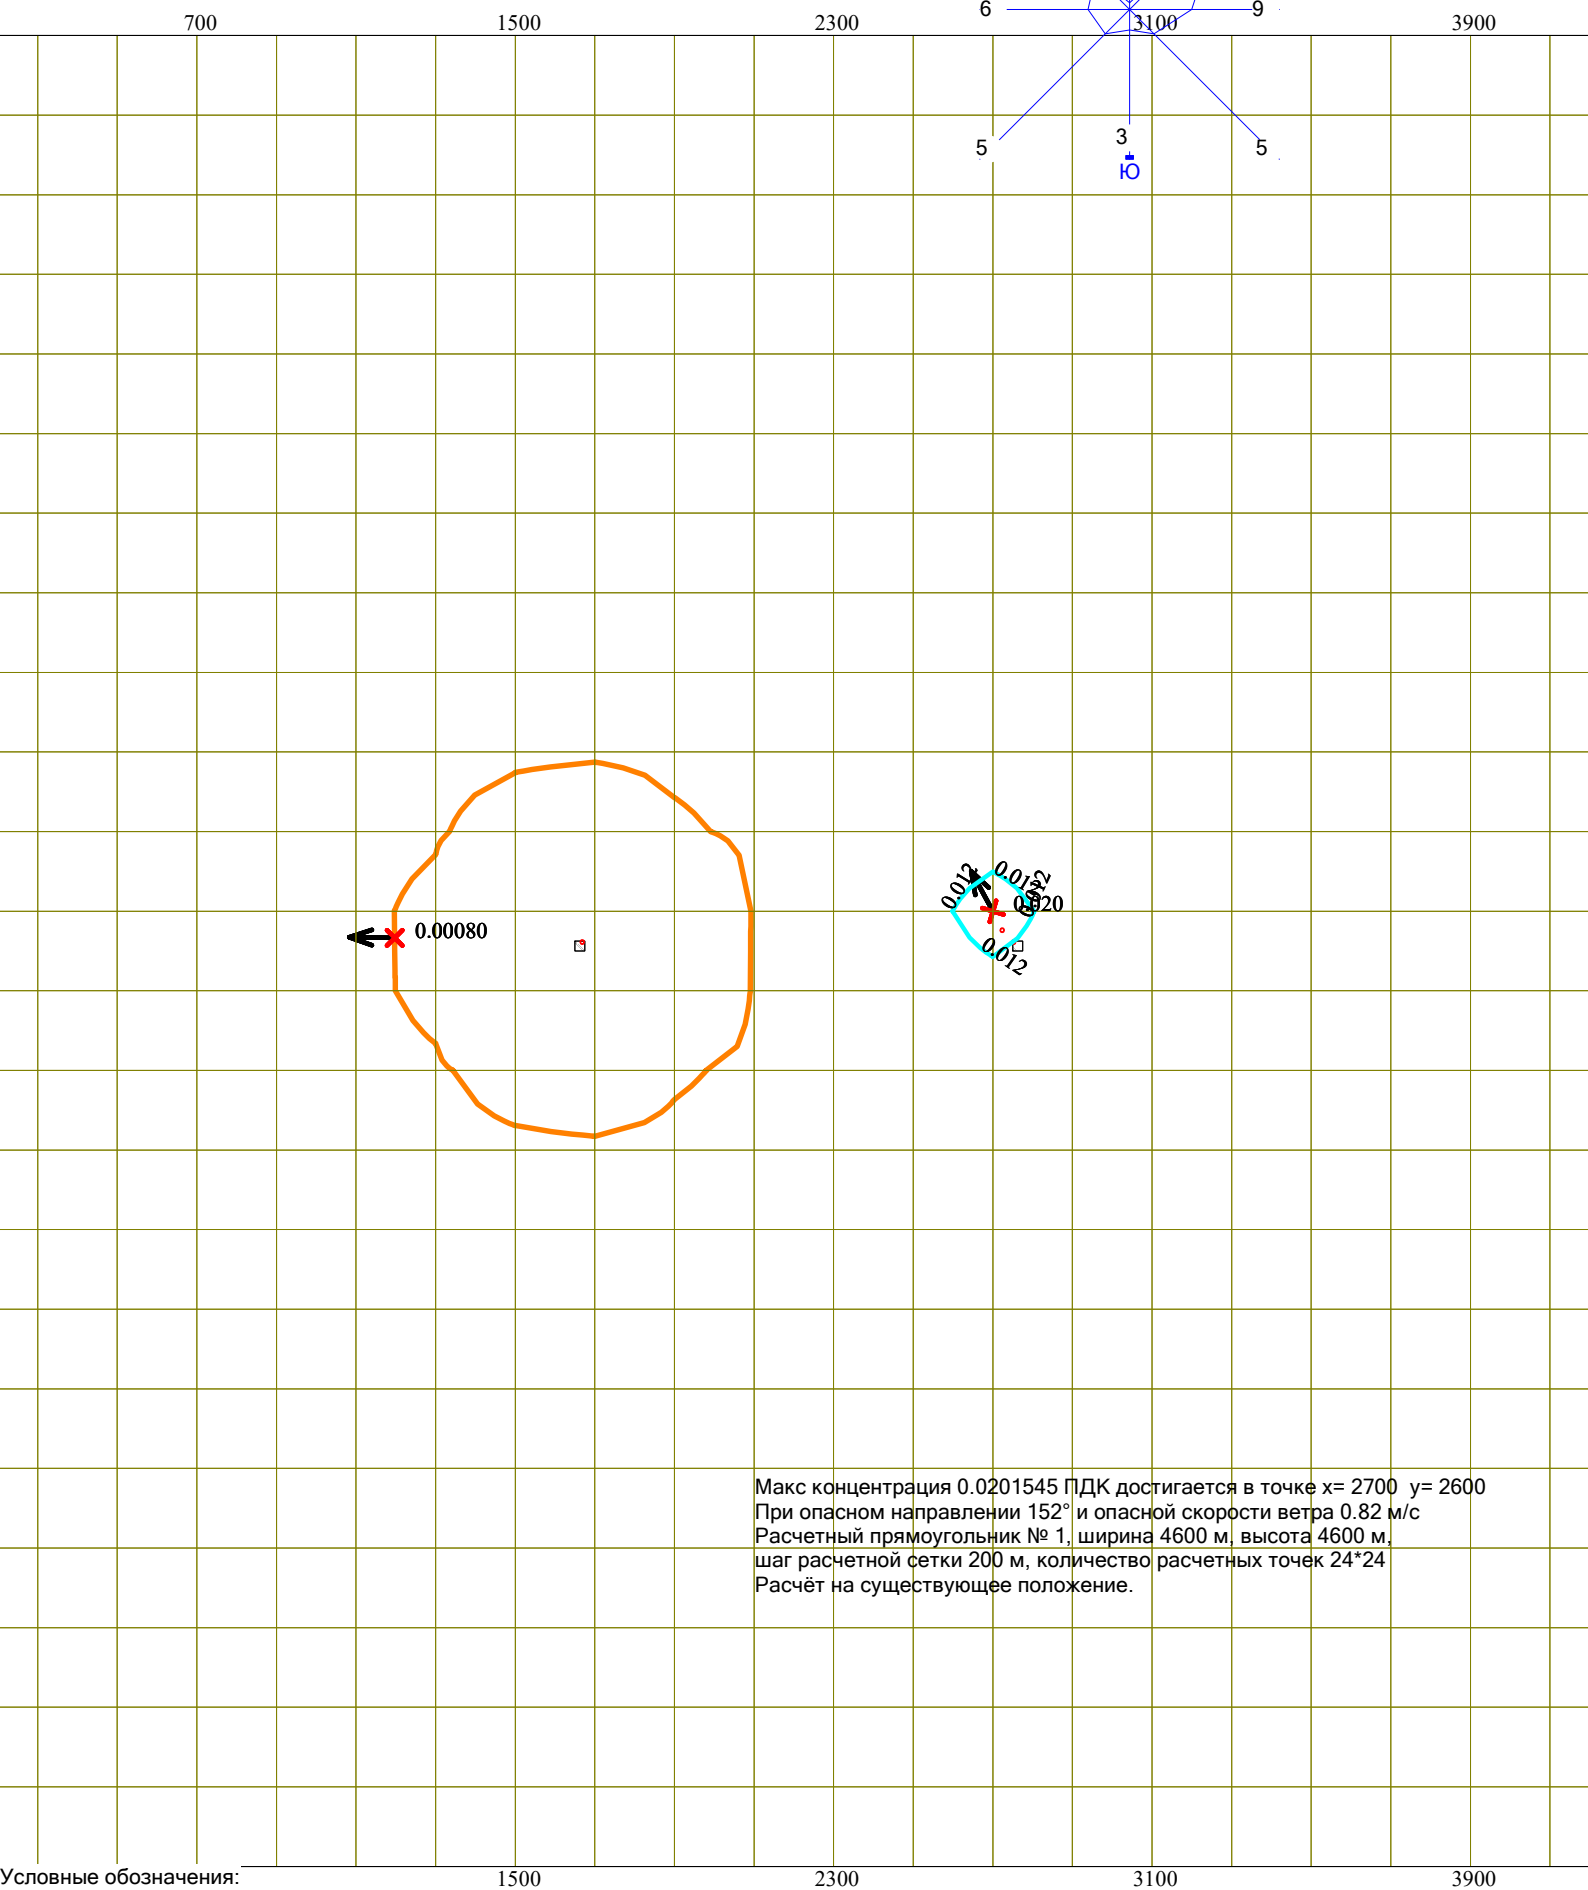 6
9
700
1500
2300
3100
3900
5
3
5
Ю
0.012
0.012
0.012
0.020
0.00080
0.012
Макс концентрация 0.0201545 ПДК достигается в точке x= 2700 y= 2600
При опасном направлении 152° и опасной скорости ветра 0.82 м/с
Расчетный прямоугольник № 1, ширина 4600 м, высота 4600 м,
шаг расчетной сетки 200 м, количество расчетных точек 24*24
Расчёт на существующее положение.
Условные обозначения:
1500
2300
3100
3900